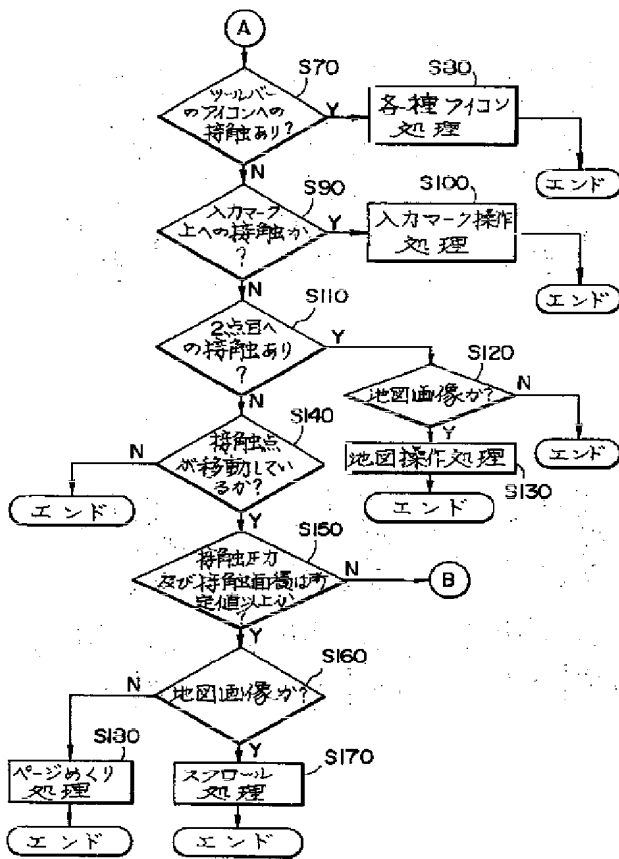 A
S70
ツールバー
のアイコンへの
接触あり?
Y
S80
各種アイコン
処理
エンド
N
S90
入力マーク
上への接触か
?
Y
S100
入力マーク操作
処理
エンド
N
S110
2点目へ
の接触あり
?
Y
S120
地図画像か?
N
エンド
Y
地図操作処理
S130
エンド
N
S140
接触点
が移動してい
るか?
N
エンド
Y
S150
接触圧力
及び接触面積は所
定値以上か
?
N
B
Y
S160
地図画像か?
N
S180
ページめくり
処理
エンド
Y
S170
スクロール
処理
エンド